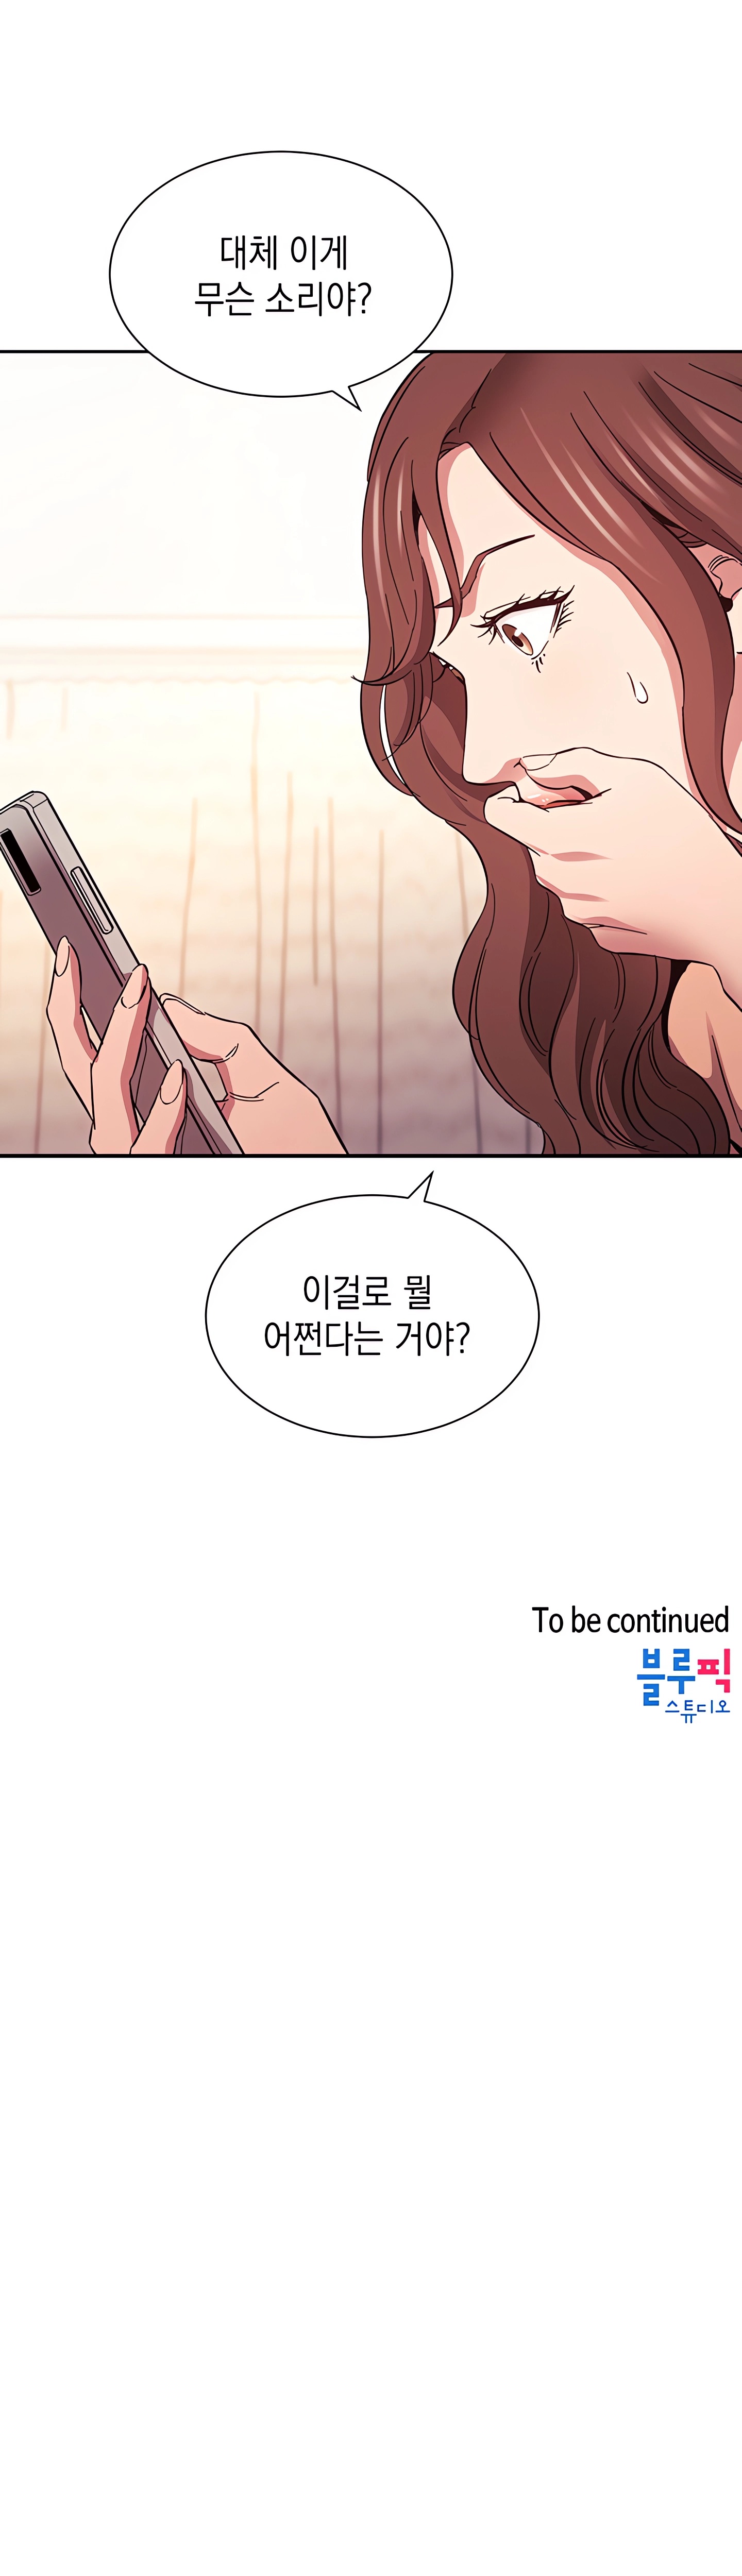 대체 이게
무슨 소리야?
이걸로 뭘
어쩐다는 거야?
To be continued
블루픽
스튜디오